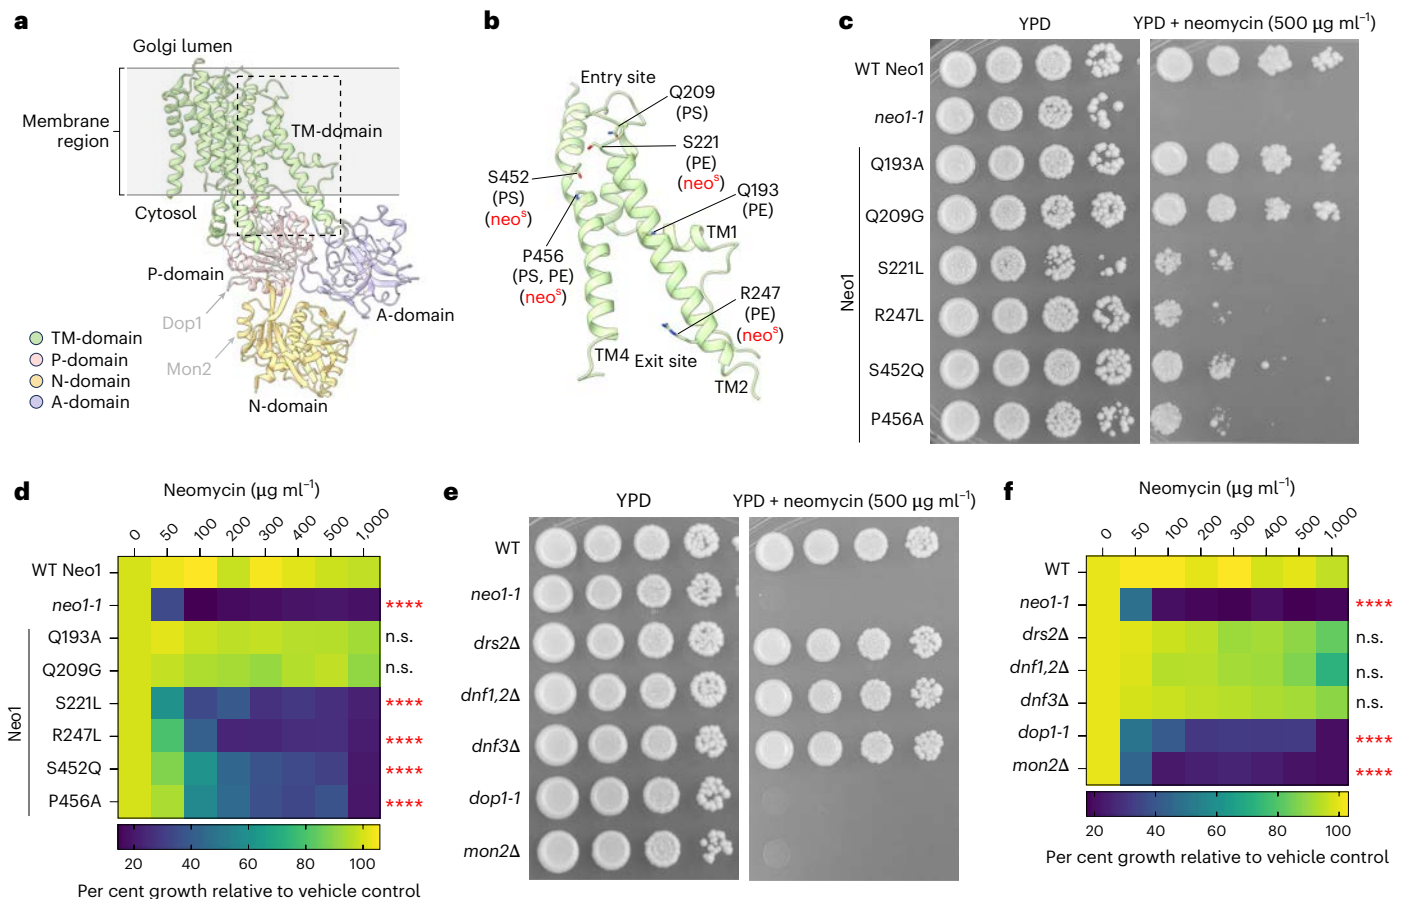 a
Golgi lumen
Membrane
region
TM-domain
Cytosol
P-domain
Dop1
A-domain
Mon2
TM-domain
P-domain
N-domain
A-domain
N-domain
b
Entry site
Q209
(PS)
S221
(PE)
(neoˢ)
S452
(PS)
(neoˢ)
Q193
(PE)
TM1
P456
(PS, PE)
(neoˢ)
R247
(PE)
(neoˢ)
TM4
Exit site
TM2
c
YPD
YPD + neomycin (500 µg ml⁻¹)
WT Neo1
neo1-1
Neo1
Q193A
Q209G
S221L
R247L
S452Q
P456A
d
Neomycin (µg ml⁻¹)
0 50 100 200 300 400 500 1,000
WT Neo1
neo1-1 ****
Neo1
Q193A n.s.
Q209G n.s.
S221L ****
R247L ****
S452Q ****
P456A ****
20 40 60 80 100
Per cent growth relative to vehicle control
e
YPD
YPD + neomycin (500 µg ml⁻¹)
WT
neo1-1
drs2Δ
dnf1,2Δ
dnf3Δ
dop1-1
mon2Δ
f
Neomycin (µg ml⁻¹)
0 50 100 200 300 400 500 1,000
WT
neo1-1 ****
drs2Δ n.s.
dnf1,2Δ n.s.
dnf3Δ n.s.
dop1-1 ****
mon2Δ ****
20 40 60 80 100
Per cent growth relative to vehicle control